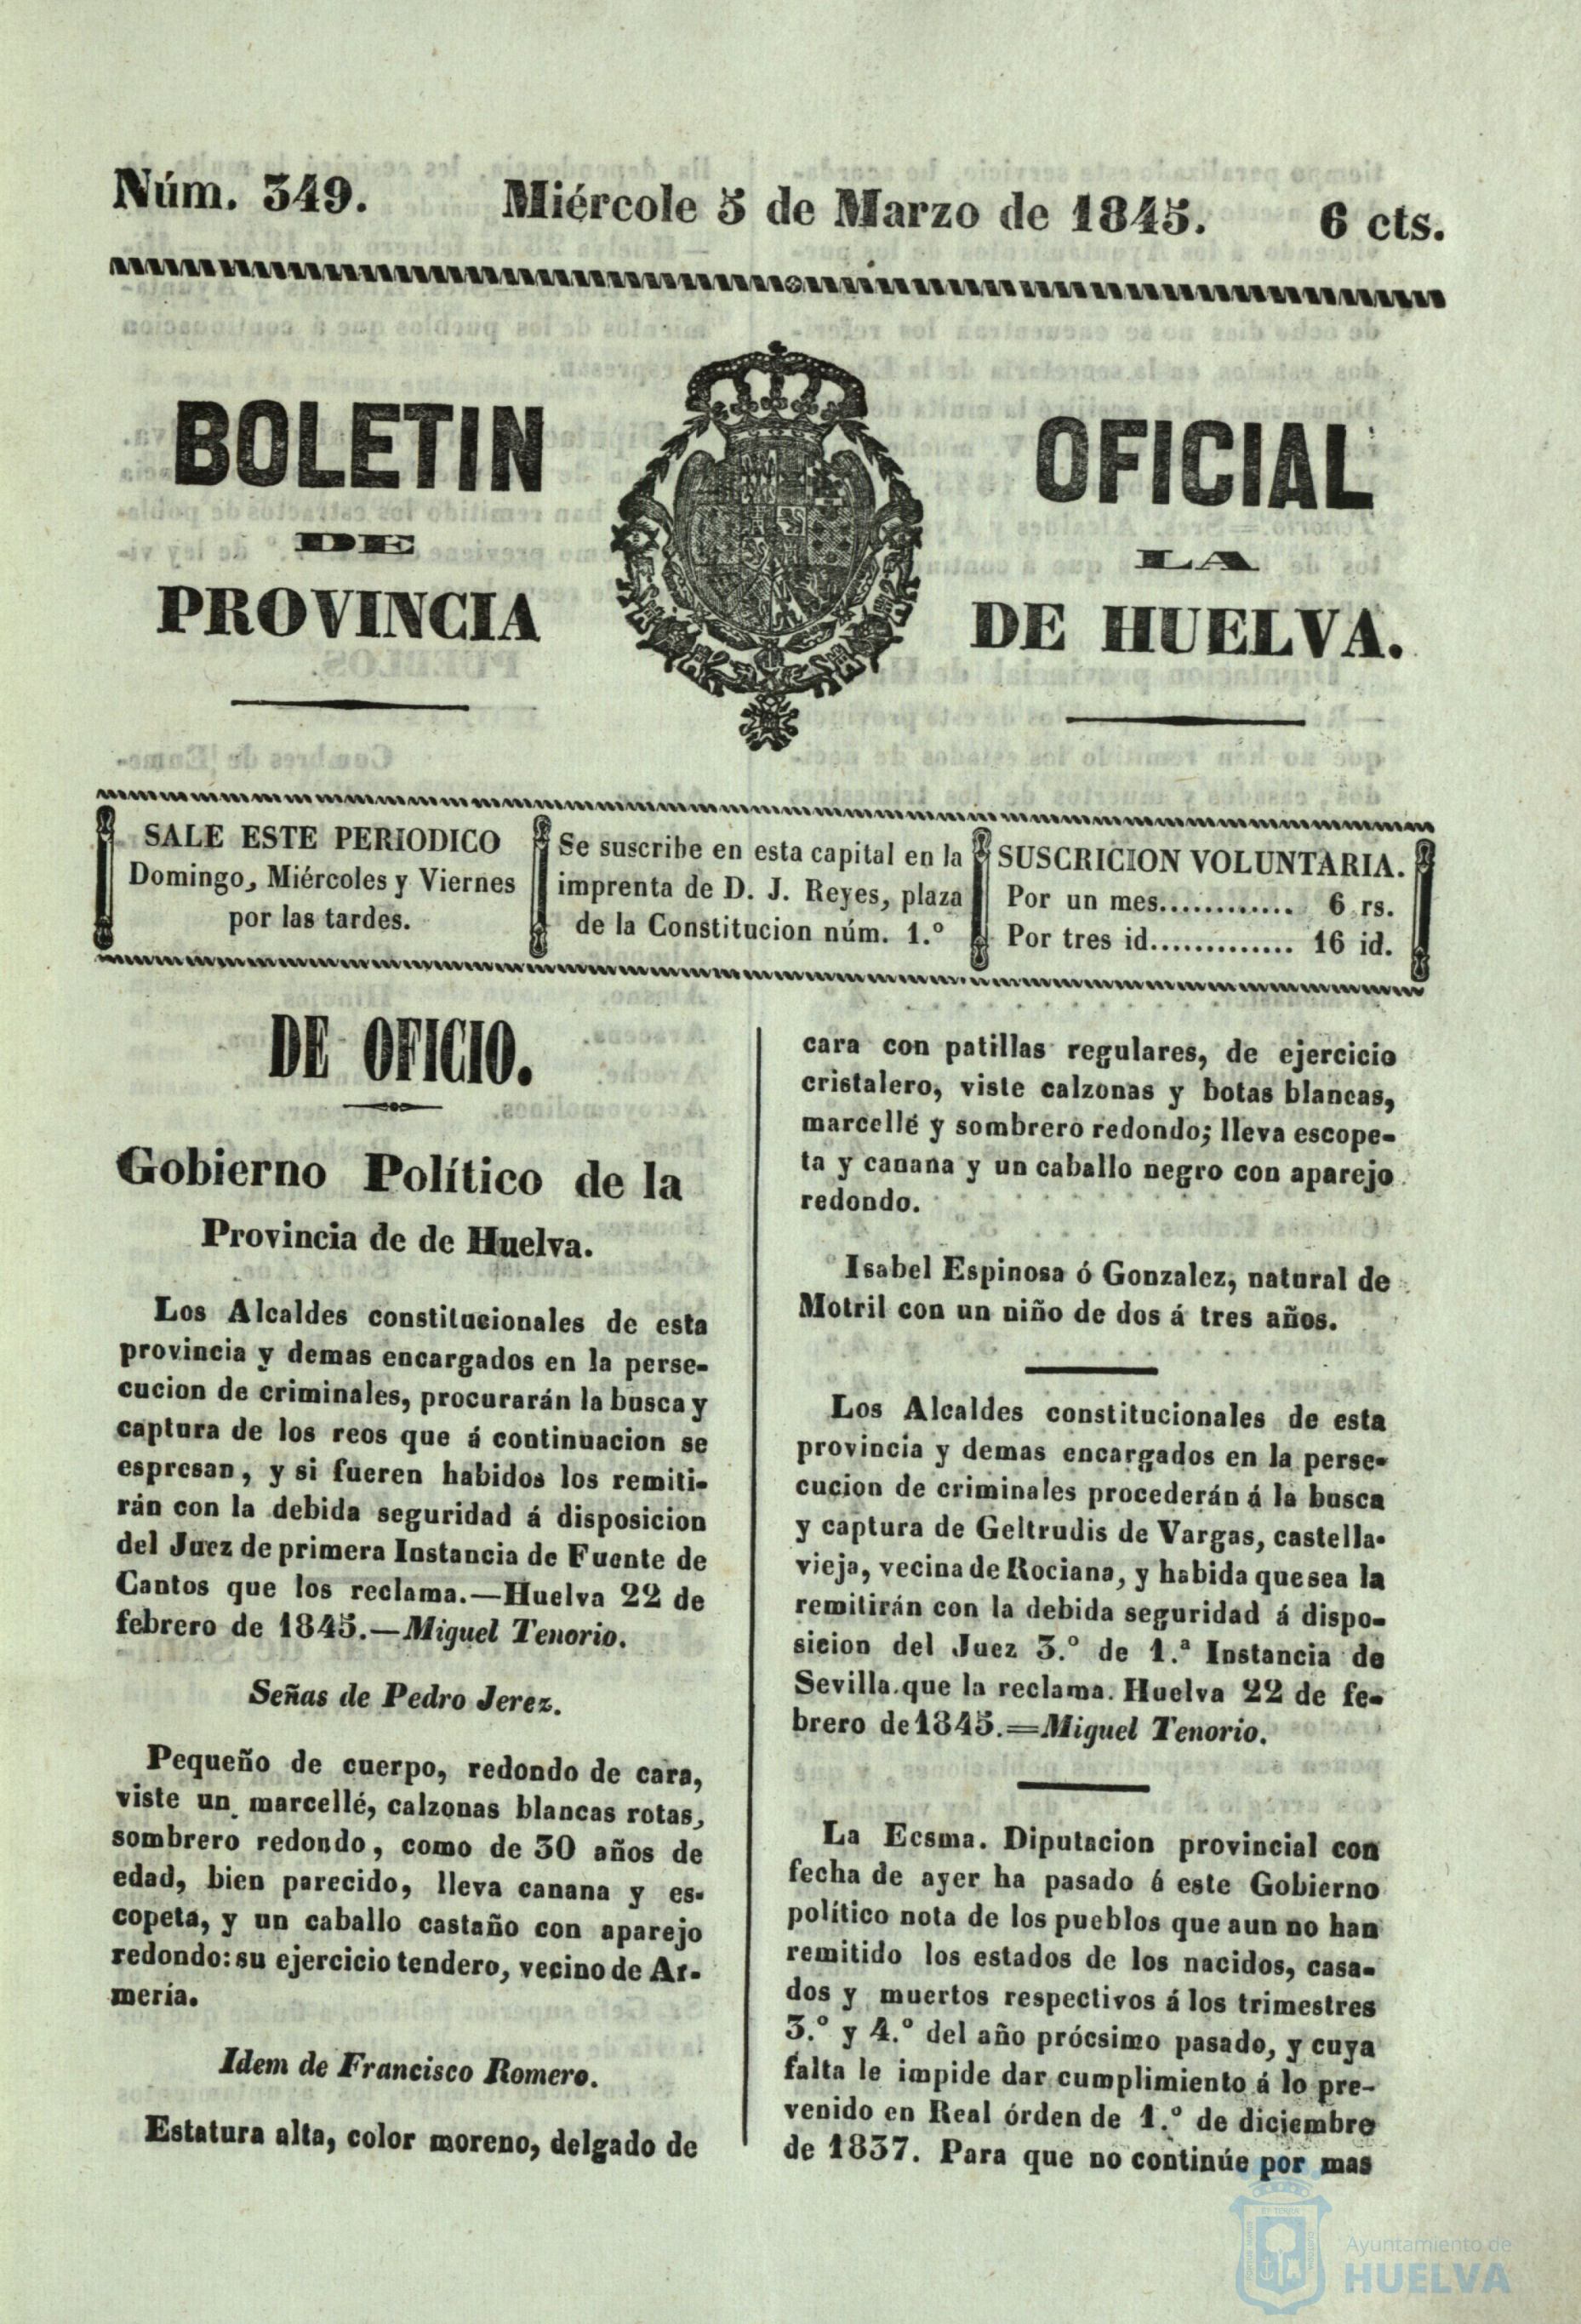 Núm. 349. Miércole 5 de Marzo de 1845. 6 cts.
BOLETIN OFICIAL
DE LA
PROVINCIA DE HUELVA.
SALE ESTE PERIODICO
Domingo, Miércoles y Viernes
por las tardes.
Se suscribe en esta capital en la
imprenta de D. J. Reyes, plaza
de la Constitucion núm. 1.º
SUSCRICION VOLUNTARIA.
Por un mes............ 6 rs.
Por tres id............. 16 id.
DE OFICIO.
Gobierno Político de la
Provincia de de Huelva.
Los Alcaldes constitucionales de esta
provincia y demas encargados en la perse-
cucion de criminales, procurarán la busca y
captura de los reos que á continuacion se
espresan, y si fueren habidos los remiti-
rán con la debida seguridad á disposicion
del Juez de primera Instancia de Fuente de
Cantos que los reclama.—Huelva 22 de
febrero de 1845.—Miguel Tenorio.
Señas de Pedro Jerez.
Pequeño de cuerpo, redondo de cara,
viste un marcellé, calzonas blancas rotas,
sombrero redondo, como de 30 años de
edad, bien parecido, lleva canana y es-
copeta, y un caballo castaño con aparejo
redondo: su ejercicio tendero, vecino de Ar-
mería.
Idem de Francisco Romero.
Estatura alta, color moreno, delgado de
cara con patillas regulares, de ejercicio
cristalero, viste calzonas y botas blancas,
marcellé y sombrero redondo; lleva escope-
ta y canana y un caballo negro con aparejo
redondo.
Isabel Espinosa ó Gonzalez, natural de
Motril con un niño de dos á tres años.
Los Alcaldes constitucionales de esta
provincia y demas encargados en la perse-
cucion de criminales procederán á la busca
y captura de Geltrudis de Vargas, castella-
vieja, vecina de Rociana, y habida que sea la
remitirán con la debida seguridad á dispo-
sicion del Juez 3.º de 1.ª Instancia de
Sevilla que la reclama. Huelva 22 de fe-
brero de 1845.=Miguel Tenorio.
La Ecsma. Diputacion provincial con
fecha de ayer ha pasado á este Gobierno
político nota de los pueblos que aun no han
remitido los estados de los nacidos, casa-
dos y muertos respectivos á los trimestres
3.º y 4.º del año prócsimo pasado, y cuya
falta le impide dar cumplimiento á lo pre-
venido en Real órden de 1.º de diciembre
de 1837. Para que no continúe por mas
Ayuntamiento de
HUELVA